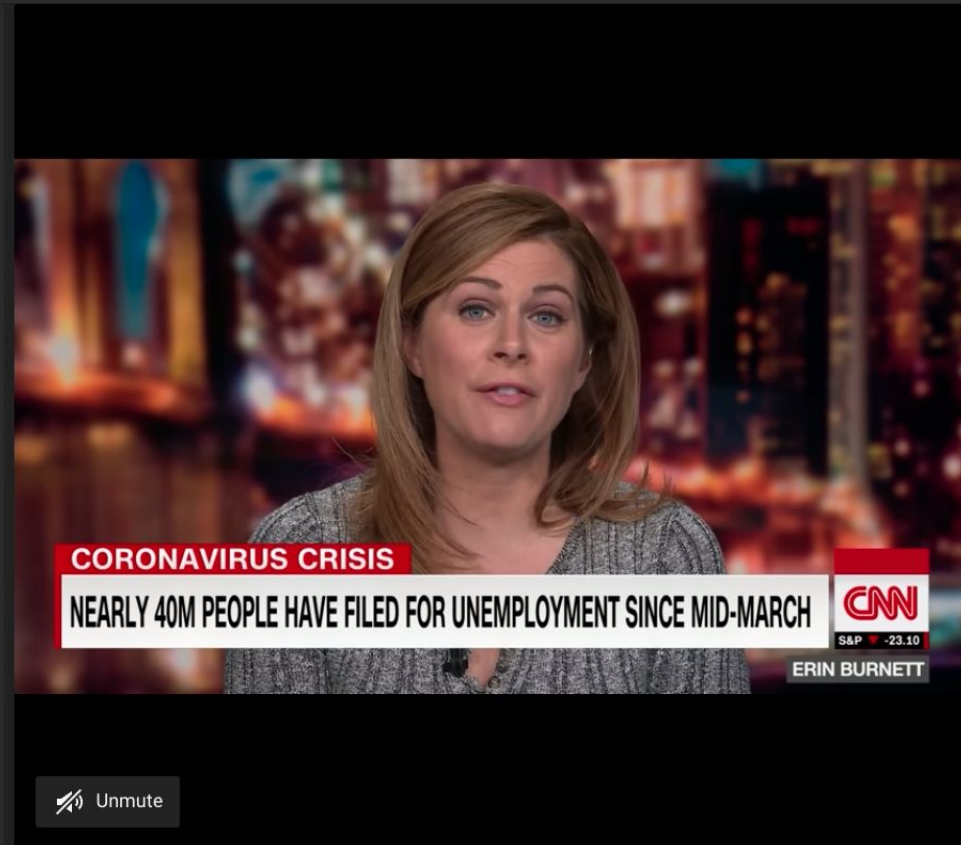 CORONAVIRUS CRISIS
NEARLY 40M PEOPLE HAVE FILED FOR UNEMPLOYMENT SINCE MID-MARCH
CNN
S&P ▼ -23.10
ERIN BURNETT
Unmute